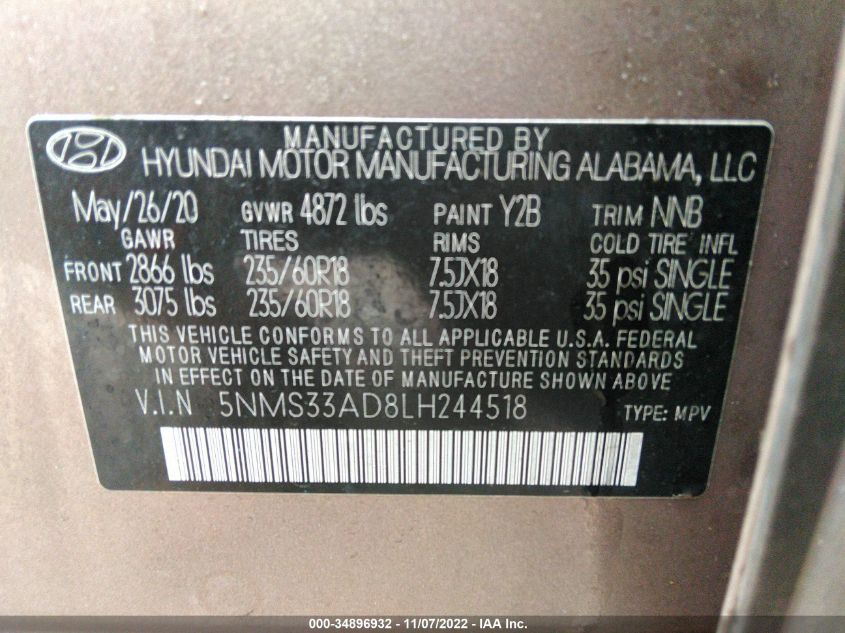 MANUFACTURED BY
HYUNDAI MOTOR MANUFACTURING ALABAMA, LLC
May/26/20 GVWR 4872 lbs PAINT Y2B TRIM NNB
GAWR TIRES RIMS COLD TIRE INFL
FRONT 2866 lbs 235/60R18 7.5JX18 35 psi SINGLE
REAR 3075 lbs 235/60R18 7.5JX18 35 psi SINGLE
THIS VEHICLE CONFORMS TO ALL APPLICABLE U.S.A. FEDERAL
MOTOR VEHICLE SAFETY AND THEFT PREVENTION STANDARDS
IN EFFECT ON THE DATE OF MANUFACTURE SHOWN ABOVE
V.I.N 5NMS33AD8LH244518 TYPE: MPV
000-34896932 - 11/07/2022 - IAA Inc.